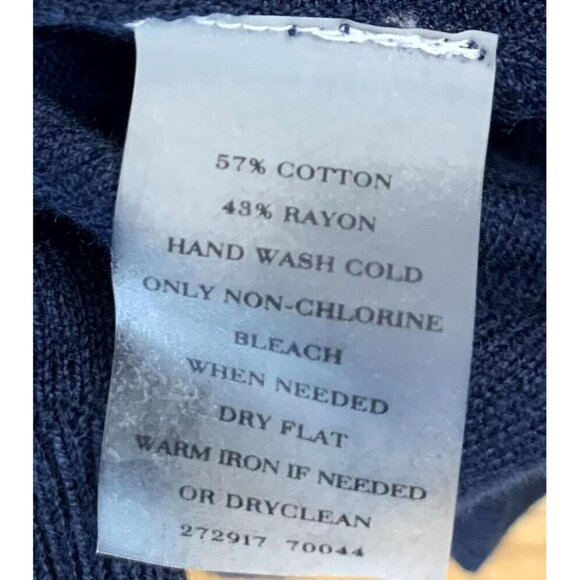 57% COTTON
43% RAYON
HAND WASH COLD
ONLY NON-CHLORINE
BLEACH
WHEN NEEDED
DRY FLAT
WARM IRON IF NEEDED
OR DRYCLEAN
272917 70044